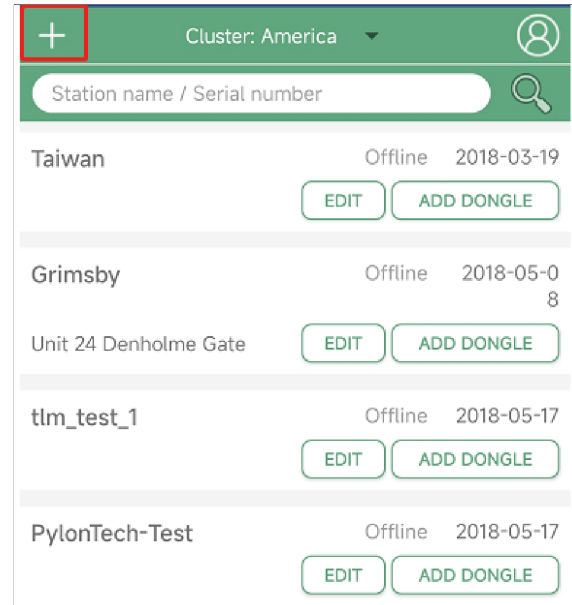 Cluster: America
Station name / Serial number
Taiwan Offline 2018-03-19
EDIT ADD DONGLE
Grimsby Offline 2018-05-0
8
Unit 24 Denholme Gate EDIT ADD DONGLE
tlm_test_1 Offline 2018-05-17
EDIT ADD DONGLE
PylonTech-Test Offline 2018-05-17
EDIT ADD DONGLE